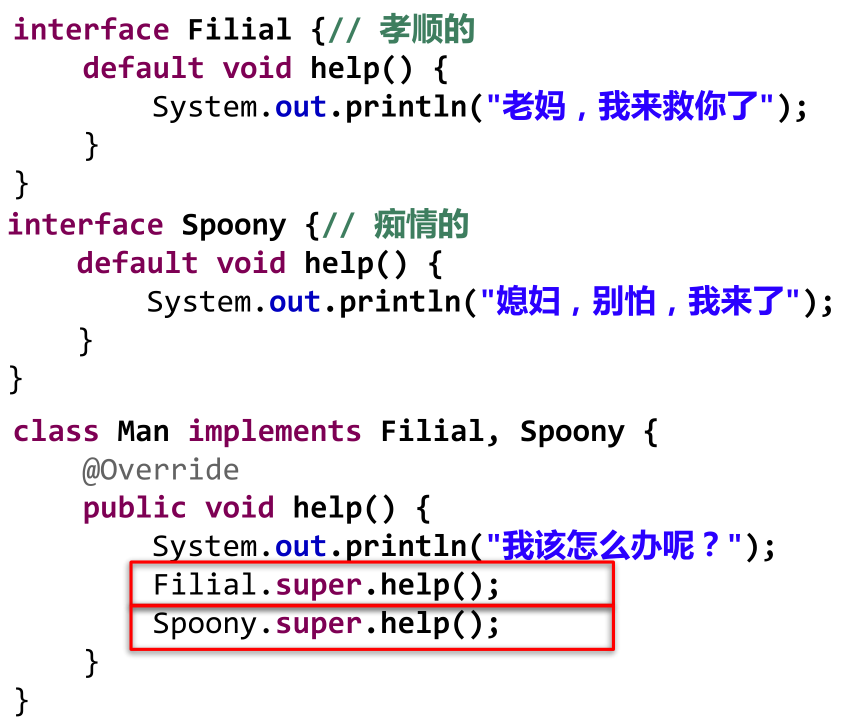 interface Filial {// 孝顺的
default void help() {
System.out.println("老妈，我来救你了");
}
}
interface Spoony {// 痴情的
default void help() {
System.out.println("媳妇，别怕，我来了");
}
}
class Man implements Filial, Spoony {
@Override
public void help() {
System.out.println("我该怎么办呢？");
Filial.super.help();
Spoony.super.help();
}
}